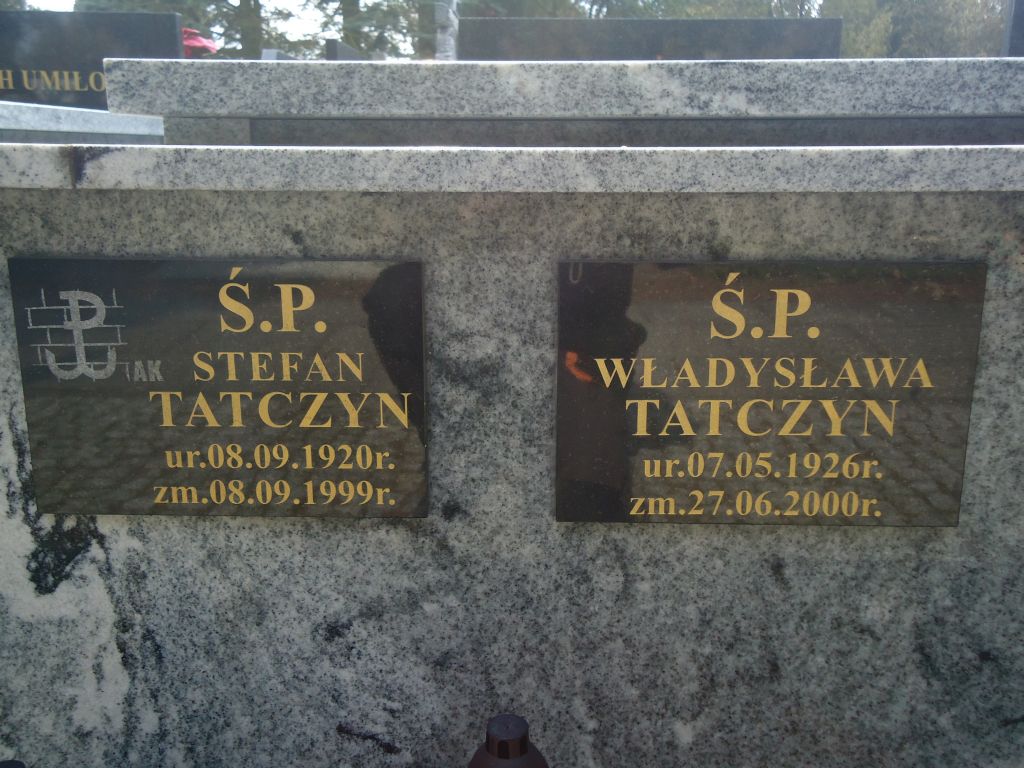 H UMIŁO
AK
Ś.P.
STEFAN
TATCZYN
ur.08.09.1920r.
zm.08.09.1999r.
Ś.P.
WŁADYSŁAWA
TATCZYN
ur.07.05.1926r.
zm.27.06.2000r.